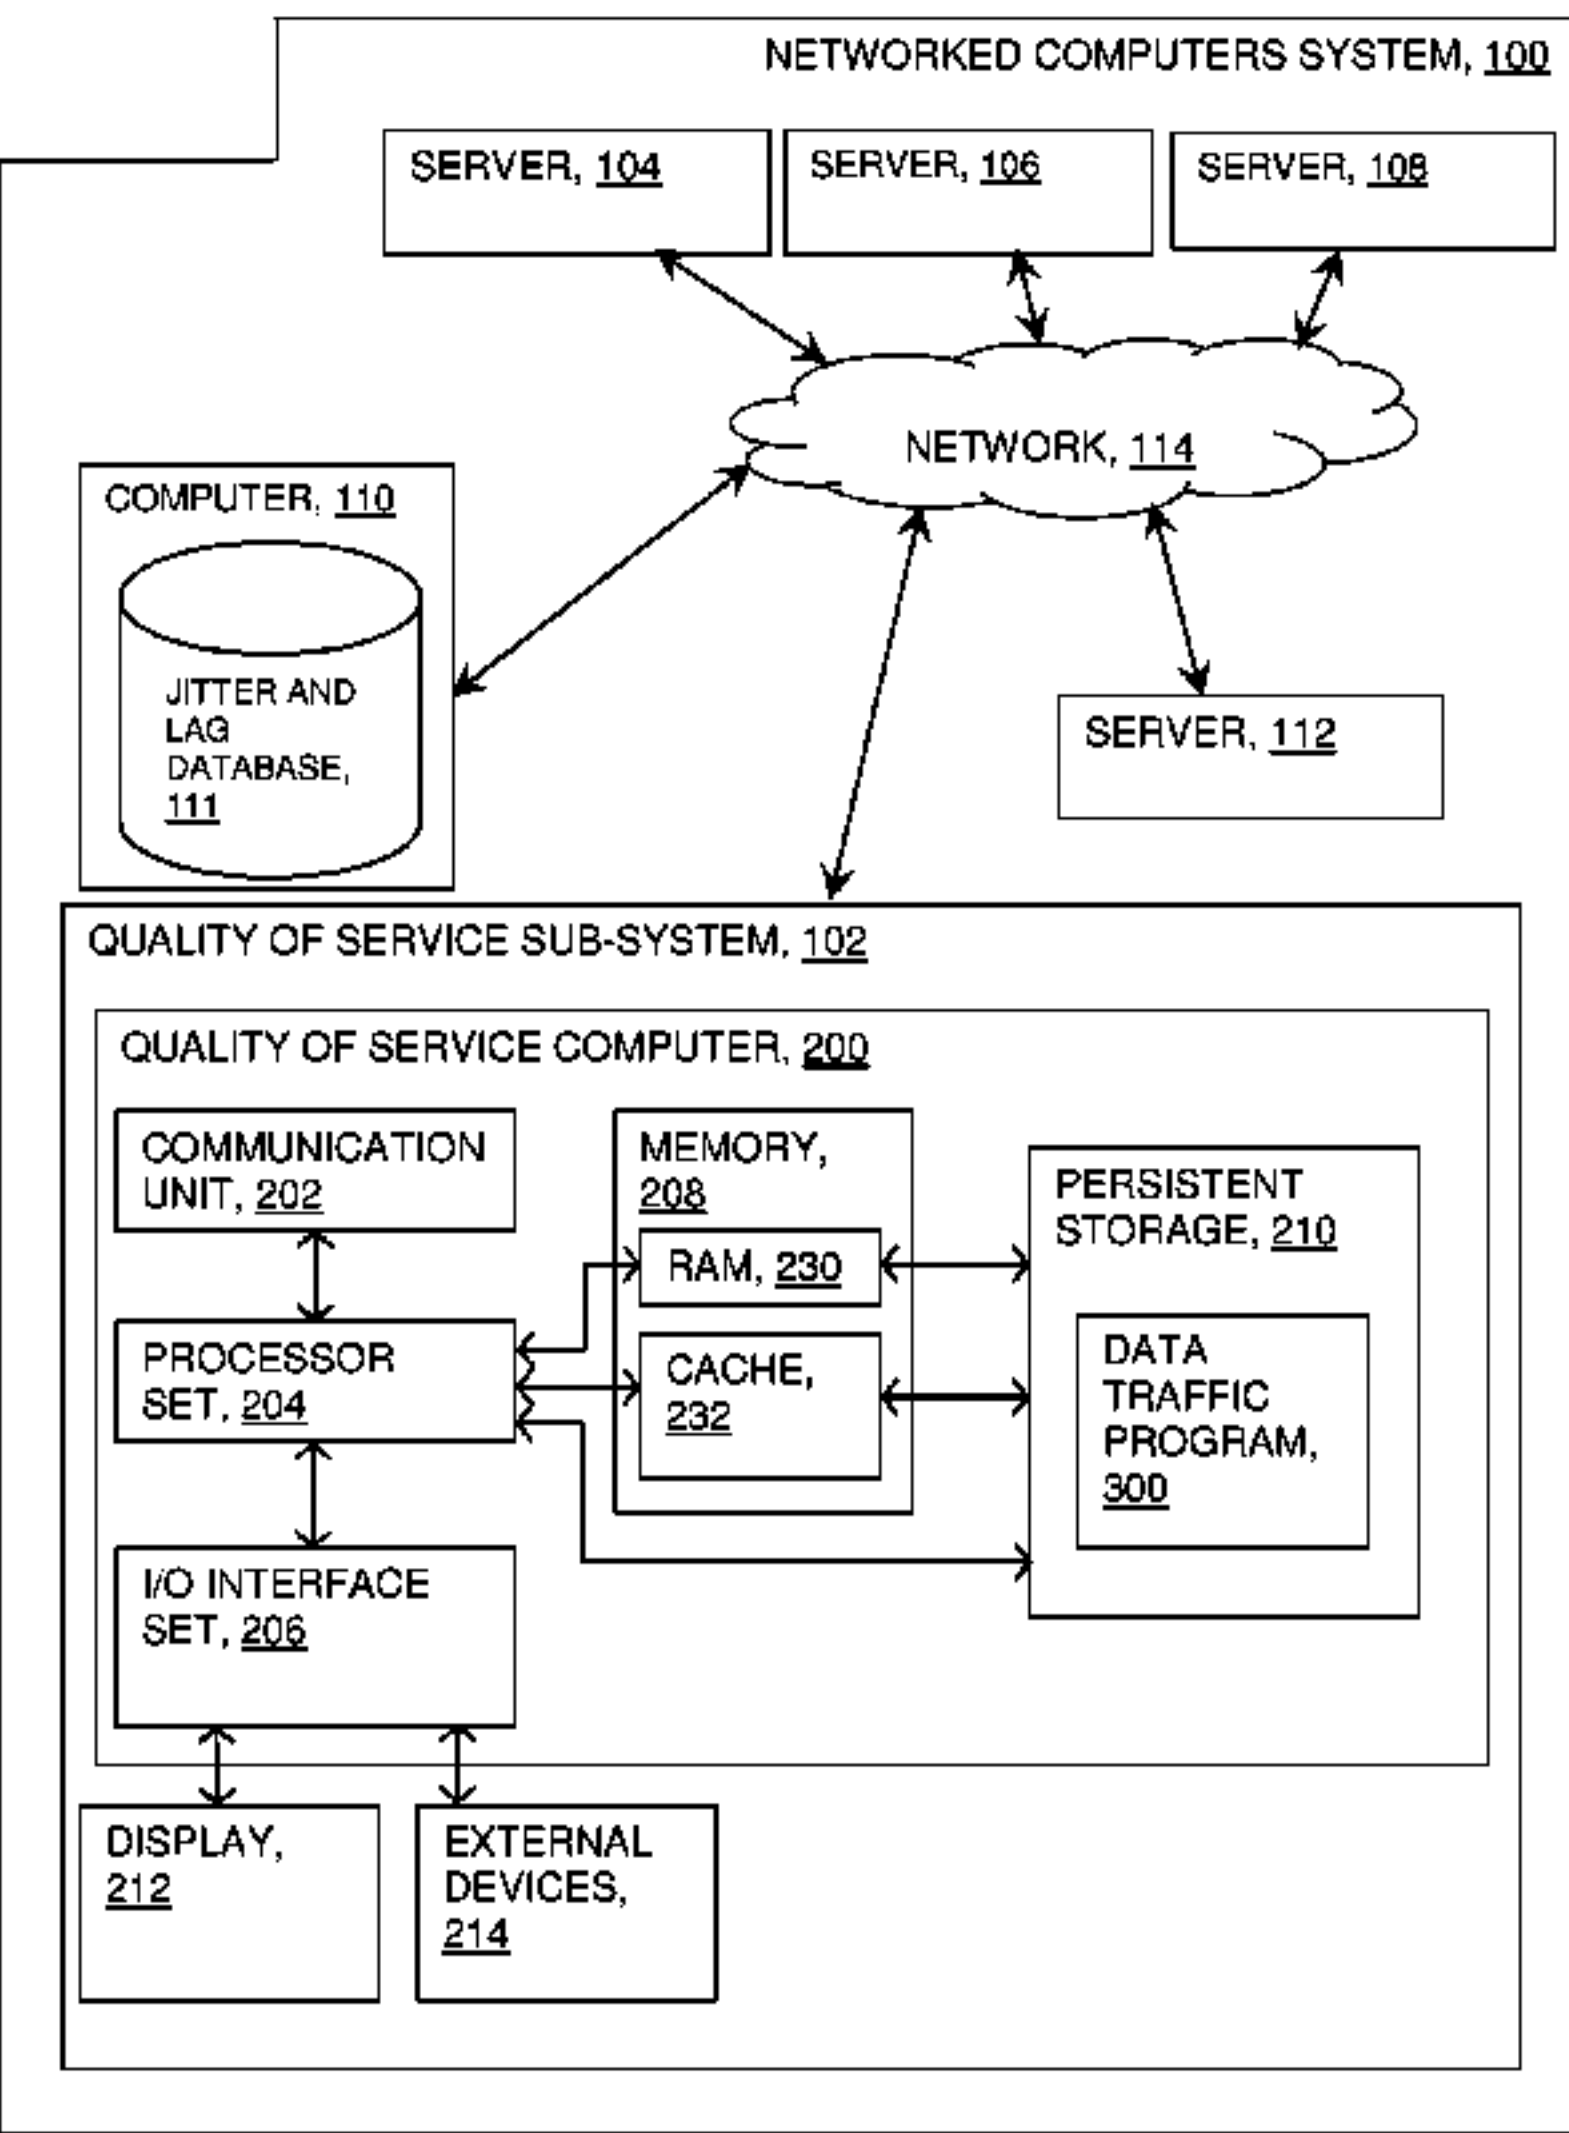 NETWORKED COMPUTERS SYSTEM, 100
SERVER, 104
SERVER, 106
SERVER, 108
NETWORK, 114
COMPUTER, 110
JITTER AND
LAG
DATABASE,
111
SERVER, 112
QUALITY OF SERVICE SUB-SYSTEM, 102
QUALITY OF SERVICE COMPUTER, 200
COMMUNICATION
UNIT, 202
MEMORY,
208
RAM, 230
CACHE,
232
PERSISTENT
STORAGE, 210
DATA
TRAFFIC
PROGRAM,
300
PROCESSOR
SET, 204
I/O INTERFACE
SET, 206
DISPLAY,
212
EXTERNAL
DEVICES,
214